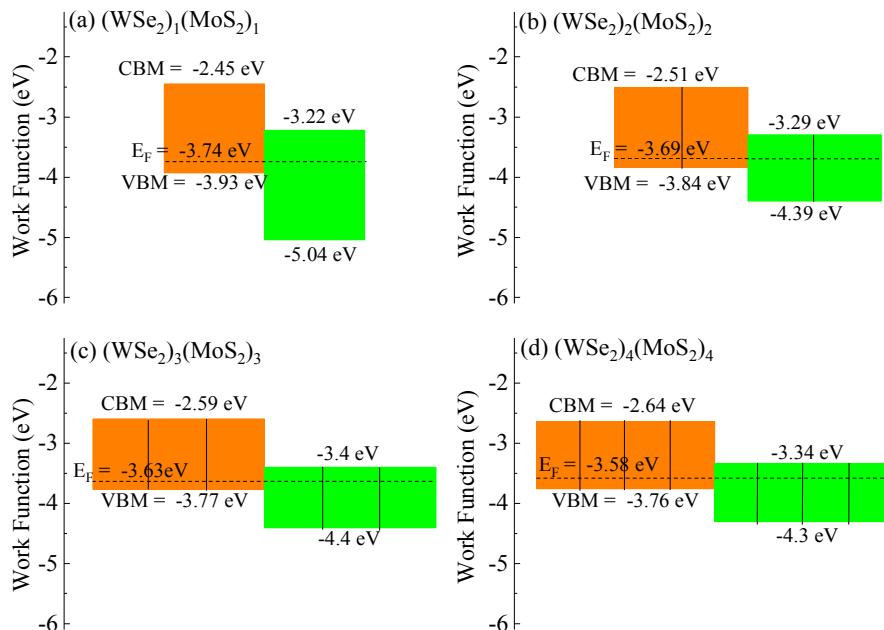 (a) (WSe₂)₁(MoS₂)₁
CBM = -2.45 eV
-3.22 eV
E_F = -3.74 eV
VBM = -3.93 eV
-5.04 eV
Work Function (eV)
-2
-3
-4
-5
-6
(b) (WSe₂)₂(MoS₂)₂
CBM = -2.51 eV
-3.29 eV
E_F = -3.69 eV
VBM = -3.84 eV
-4.39 eV
Work Function (eV)
-2
-3
-4
-5
-6
(c) (WSe₂)₃(MoS₂)₃
CBM = -2.59 eV
-3.4 eV
E_F = -3.63eV
VBM = -3.77 eV
-4.4 eV
Work Function (eV)
-2
-3
-4
-5
-6
(d) (WSe₂)₄(MoS₂)₄
CBM = -2.64 eV
-3.34 eV
E_F = -3.58 eV
VBM = -3.76 eV
-4.3 eV
Work Function (eV)
-2
-3
-4
-5
-6